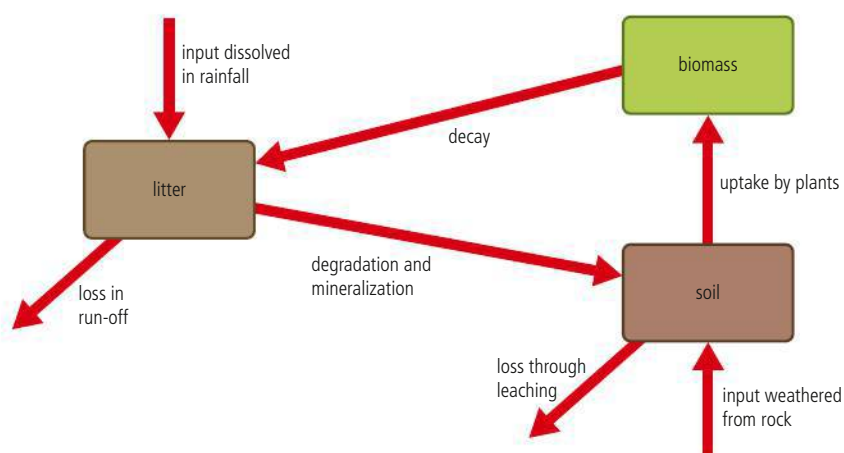 input dissolved
in rainfall
biomass
decay
litter
uptake by plants
degradation and
mineralization
loss in
run-off
soil
loss through
leaching
input weathered
from rock